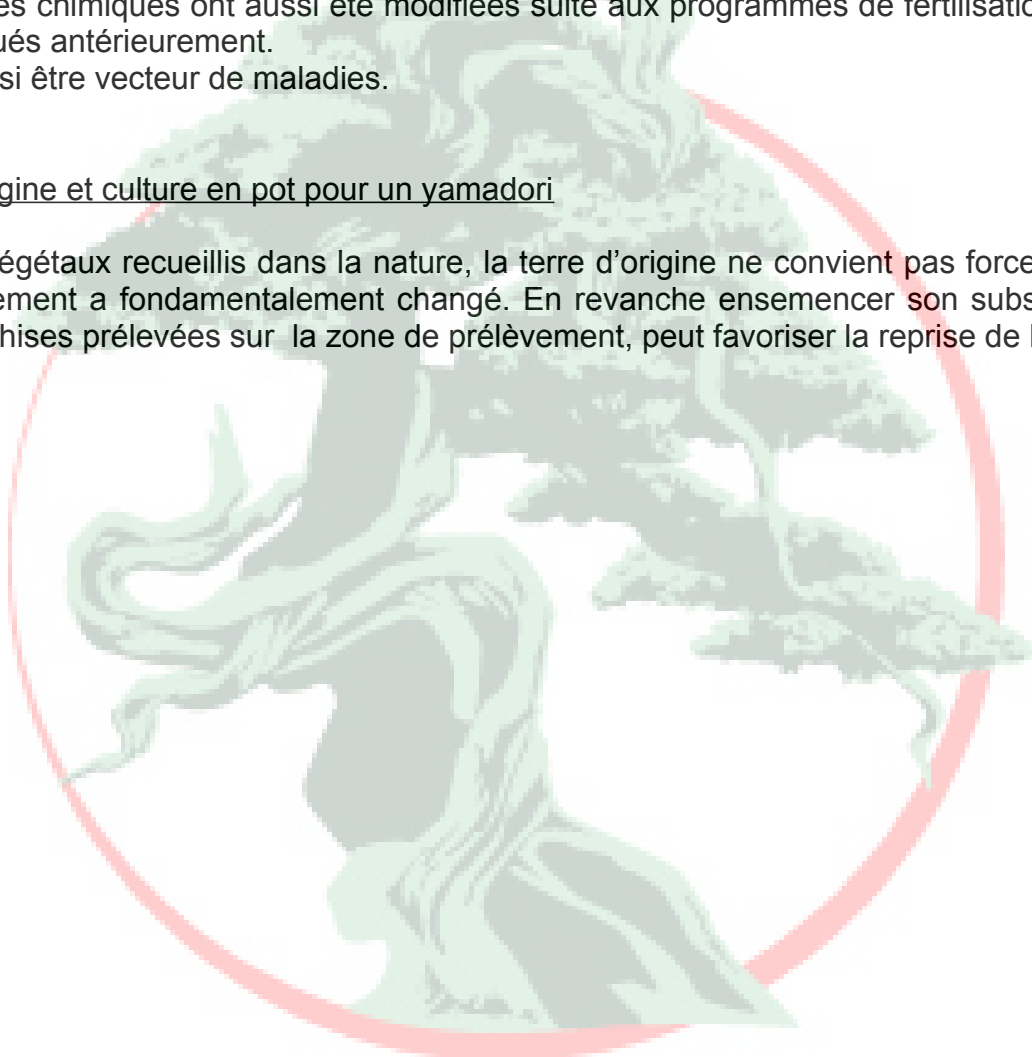 es chimiques ont aussi été modifiées suite aux programmes de fertilisatio
ués antérieurement.
si être vecteur de maladies.
gine et culture en pot pour un yamadori
égétaux recueillis dans la nature, la terre d’origine ne convient pas force
ement a fondamentalement changé. En revanche ensemencer son subs
hises prélevées sur la zone de prélèvement, peut favoriser la reprise de l